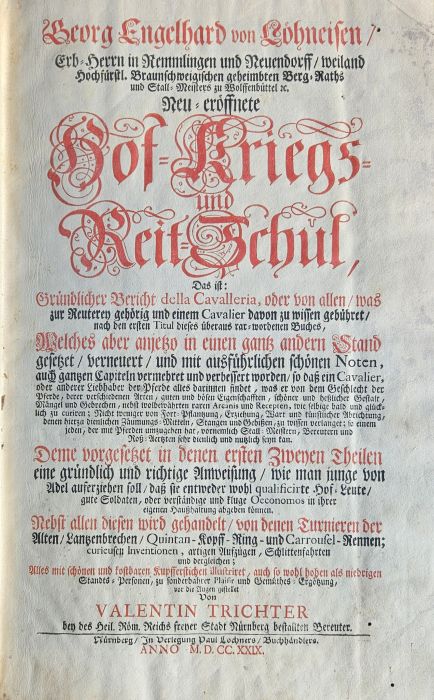 Georg Engelhard von Löhneisen /
Erb-Herrn in Remmlingen und Neuendorff / weiland
Hochfürstl. Braunschweigischen geheimbten Berg-Raths
und Stall-Meisters zu Wolffenbüttel ꝛc.
Neu-eröffnete
Hof-Kriegs-
und
Reit-Schul,
Das ist:
Gründlicher Bericht della Cavalleria, oder von allen / was
zur Reuterey gehörig und einem Cavalier davon zu wissen gebühret /
nach den ersten Titul dieses überaus rar-wordenen Buches,
Welches aber anjetzo in einen gantz andern Stand
gesetzet / verneuert / und mit ausführlichen schönen Noten,
auch gantzen Capiteln vermehret und verbessert worden / so daß ein Cavalier,
oder anderer Liebhaber der Pferde alles darinnen findet, was er von dem Geschlecht der
Pferde, derer verschiedenen Arten, guten und bösen Eigenschafften, schöner und heßlicher Gestalt,
Mängel und Gebrechen, nebst vielbewährten raren Arcanis und Recepten, wie selbige bald und glück-
lich zu curiren; Nicht weniger von Fort-Pflantzung, Erziehung, Wart und künstlicher Abrichtung,
denen hierzu dienlichen Zäumungs-Mitteln, Stangen und Gebißen, zu wissen verlanget; so einem
jeden, der mit Pferden umzugehen hat, vornemlich Stall-Meistern, Bereutern und
Roß-Aertzten sehr dienlich und nützlich seyn kan.
Deme vorgesetzet in denen ersten Zweyen Theilen
eine gründlich und richtige Anweisung / wie man junge von
Adel auferziehen soll / daß sie entweder wohl qualificirte Hof-Leute,
gute Soldaten, oder verständige und kluge Oeconomos in ihrer
eigenen Haußhaltung abgeben können.
Nebst allen diesen wird gehandelt / von denen Turnieren der
Alten / Lanzenbrechen / Quintan-Kopff-Ring-und Carrousel-Rennen;
curieusen Inventionen, artigen Aufzügen, Schlittenfahrten
und dergleichen;
Alles mit schönen und kostbaren Kupfferstichen illustriret, auch so wohl hohen als niedrigen
Standes-Personen, zu sonderbahrer Plaisir und Gemüths-Ergötzung,
vor die Augen gestellet
Von
VALENTIN TRICHTER
bey des Heil. Röm. Reichs freyer Stadt Nürnberg bestallten Bereuter.
Nürnberg / In Verlegung Paul Lochners / Buchhändlers.
ANNO M. D. CC. XXIX.